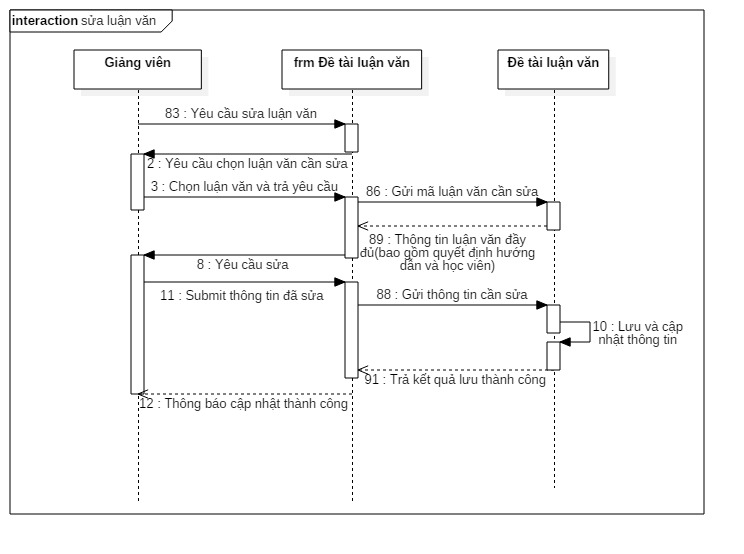 interaction sửa luận văn
Giảng viên
frm Đề tài luận văn
Đề tài luận văn
83 : Yêu cầu sửa luận văn
2 : Yêu cầu chọn luận văn cần sửa
3 : Chọn luận văn và trả yêu cầu
86 : Gửi mã luận văn cần sửa
89 : Thông tin luận văn đầy
đủ(bao gồm quyết định hướng
dẫn và học viên)
8 : Yêu cầu sửa
11 : Submit thông tin đã sửa
88 : Gửi thông tin cần sửa
10 : Lưu và cập
nhật thông tin
91 : Trả kết quả lưu thành công
12 : Thông báo cập nhật thành công